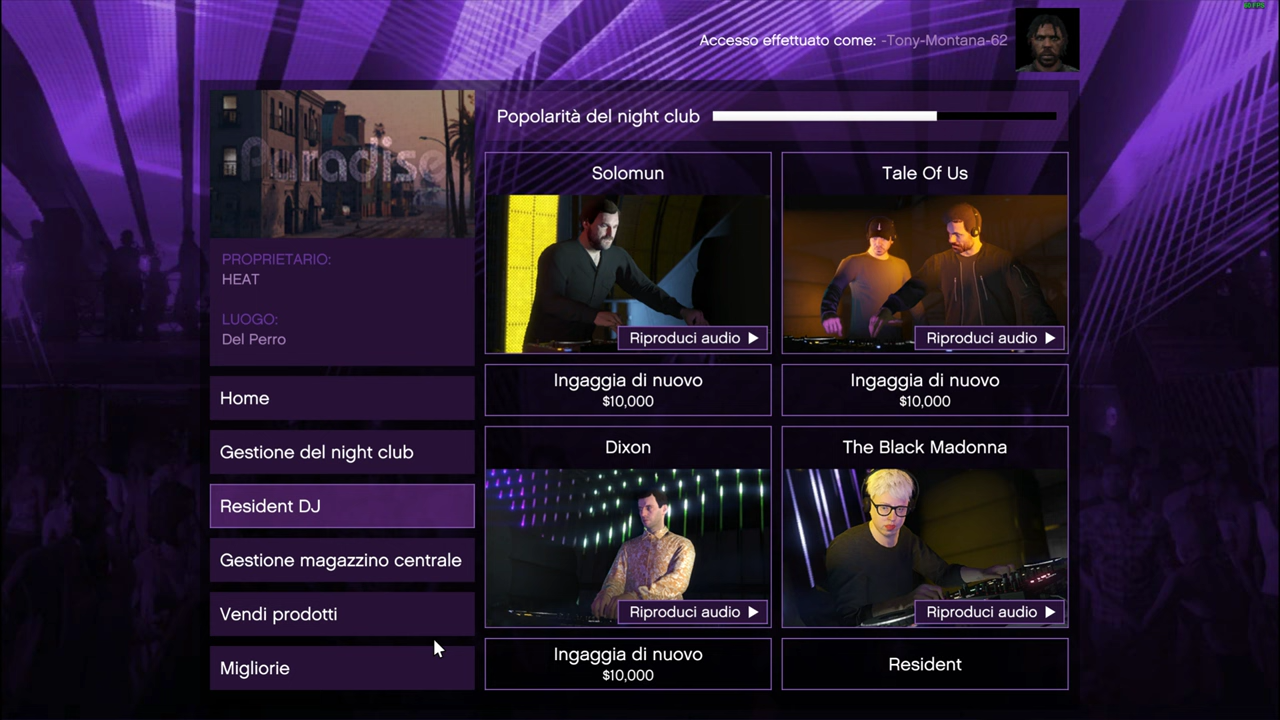 60 FPS
Accesso effettuato come: -Tony-Montana-62
Paradise
PROPRIETARIO:
HEAT
LUOGO:
Del Perro
Home
Gestione del night club
Resident DJ
Gestione magazzino centrale
Vendi prodotti
Migliorie
Popolarità del night club
Solomun
Riproduci audio
Ingaggia di nuovo
$10,000
Tale Of Us
Riproduci audio
Ingaggia di nuovo
$10,000
Dixon
Riproduci audio
Ingaggia di nuovo
$10,000
The Black Madonna
Riproduci audio
Resident